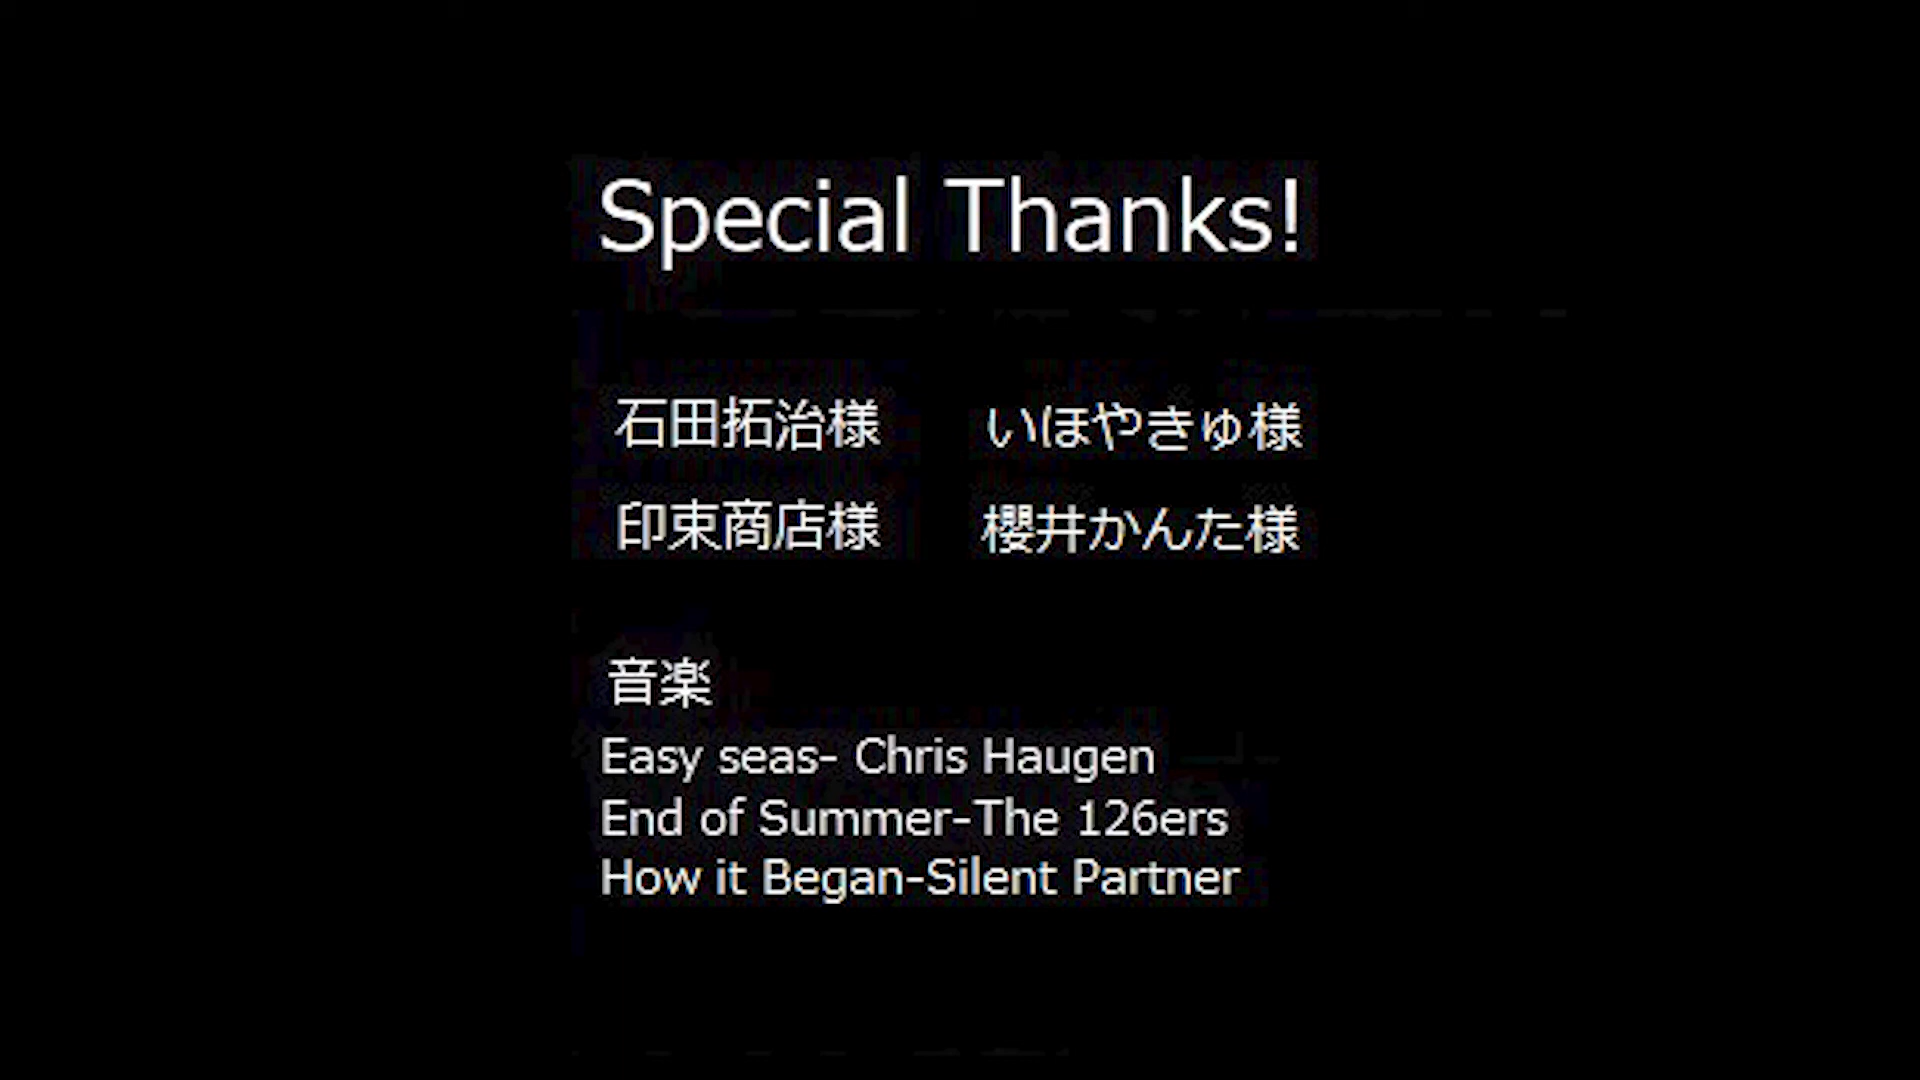 Special Thanks!
石田拓治様 いほやきゅ様
印東商店様 櫻井かんた様
音楽
Easy seas- Chris Haugen
End of Summer-The 126ers
How it Began-Silent Partner